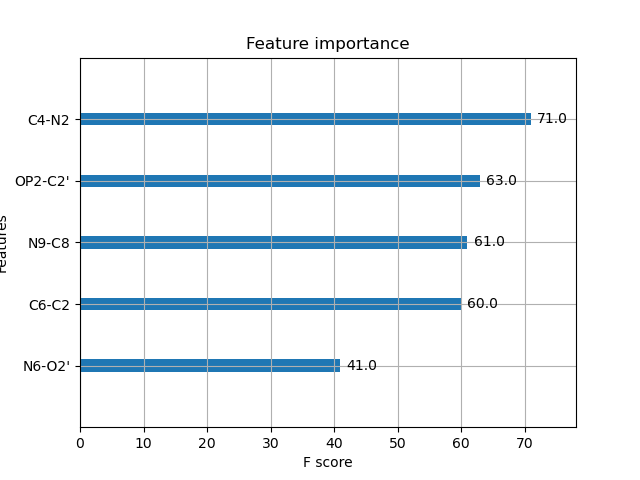 Feature importance
C4-N2
71.0
OP2-C2'
63.0
N9-C8
61.0
C6-C2
60.0
N6-O2'
41.0
Features
0 10 20 30 40 50 60 70
F score